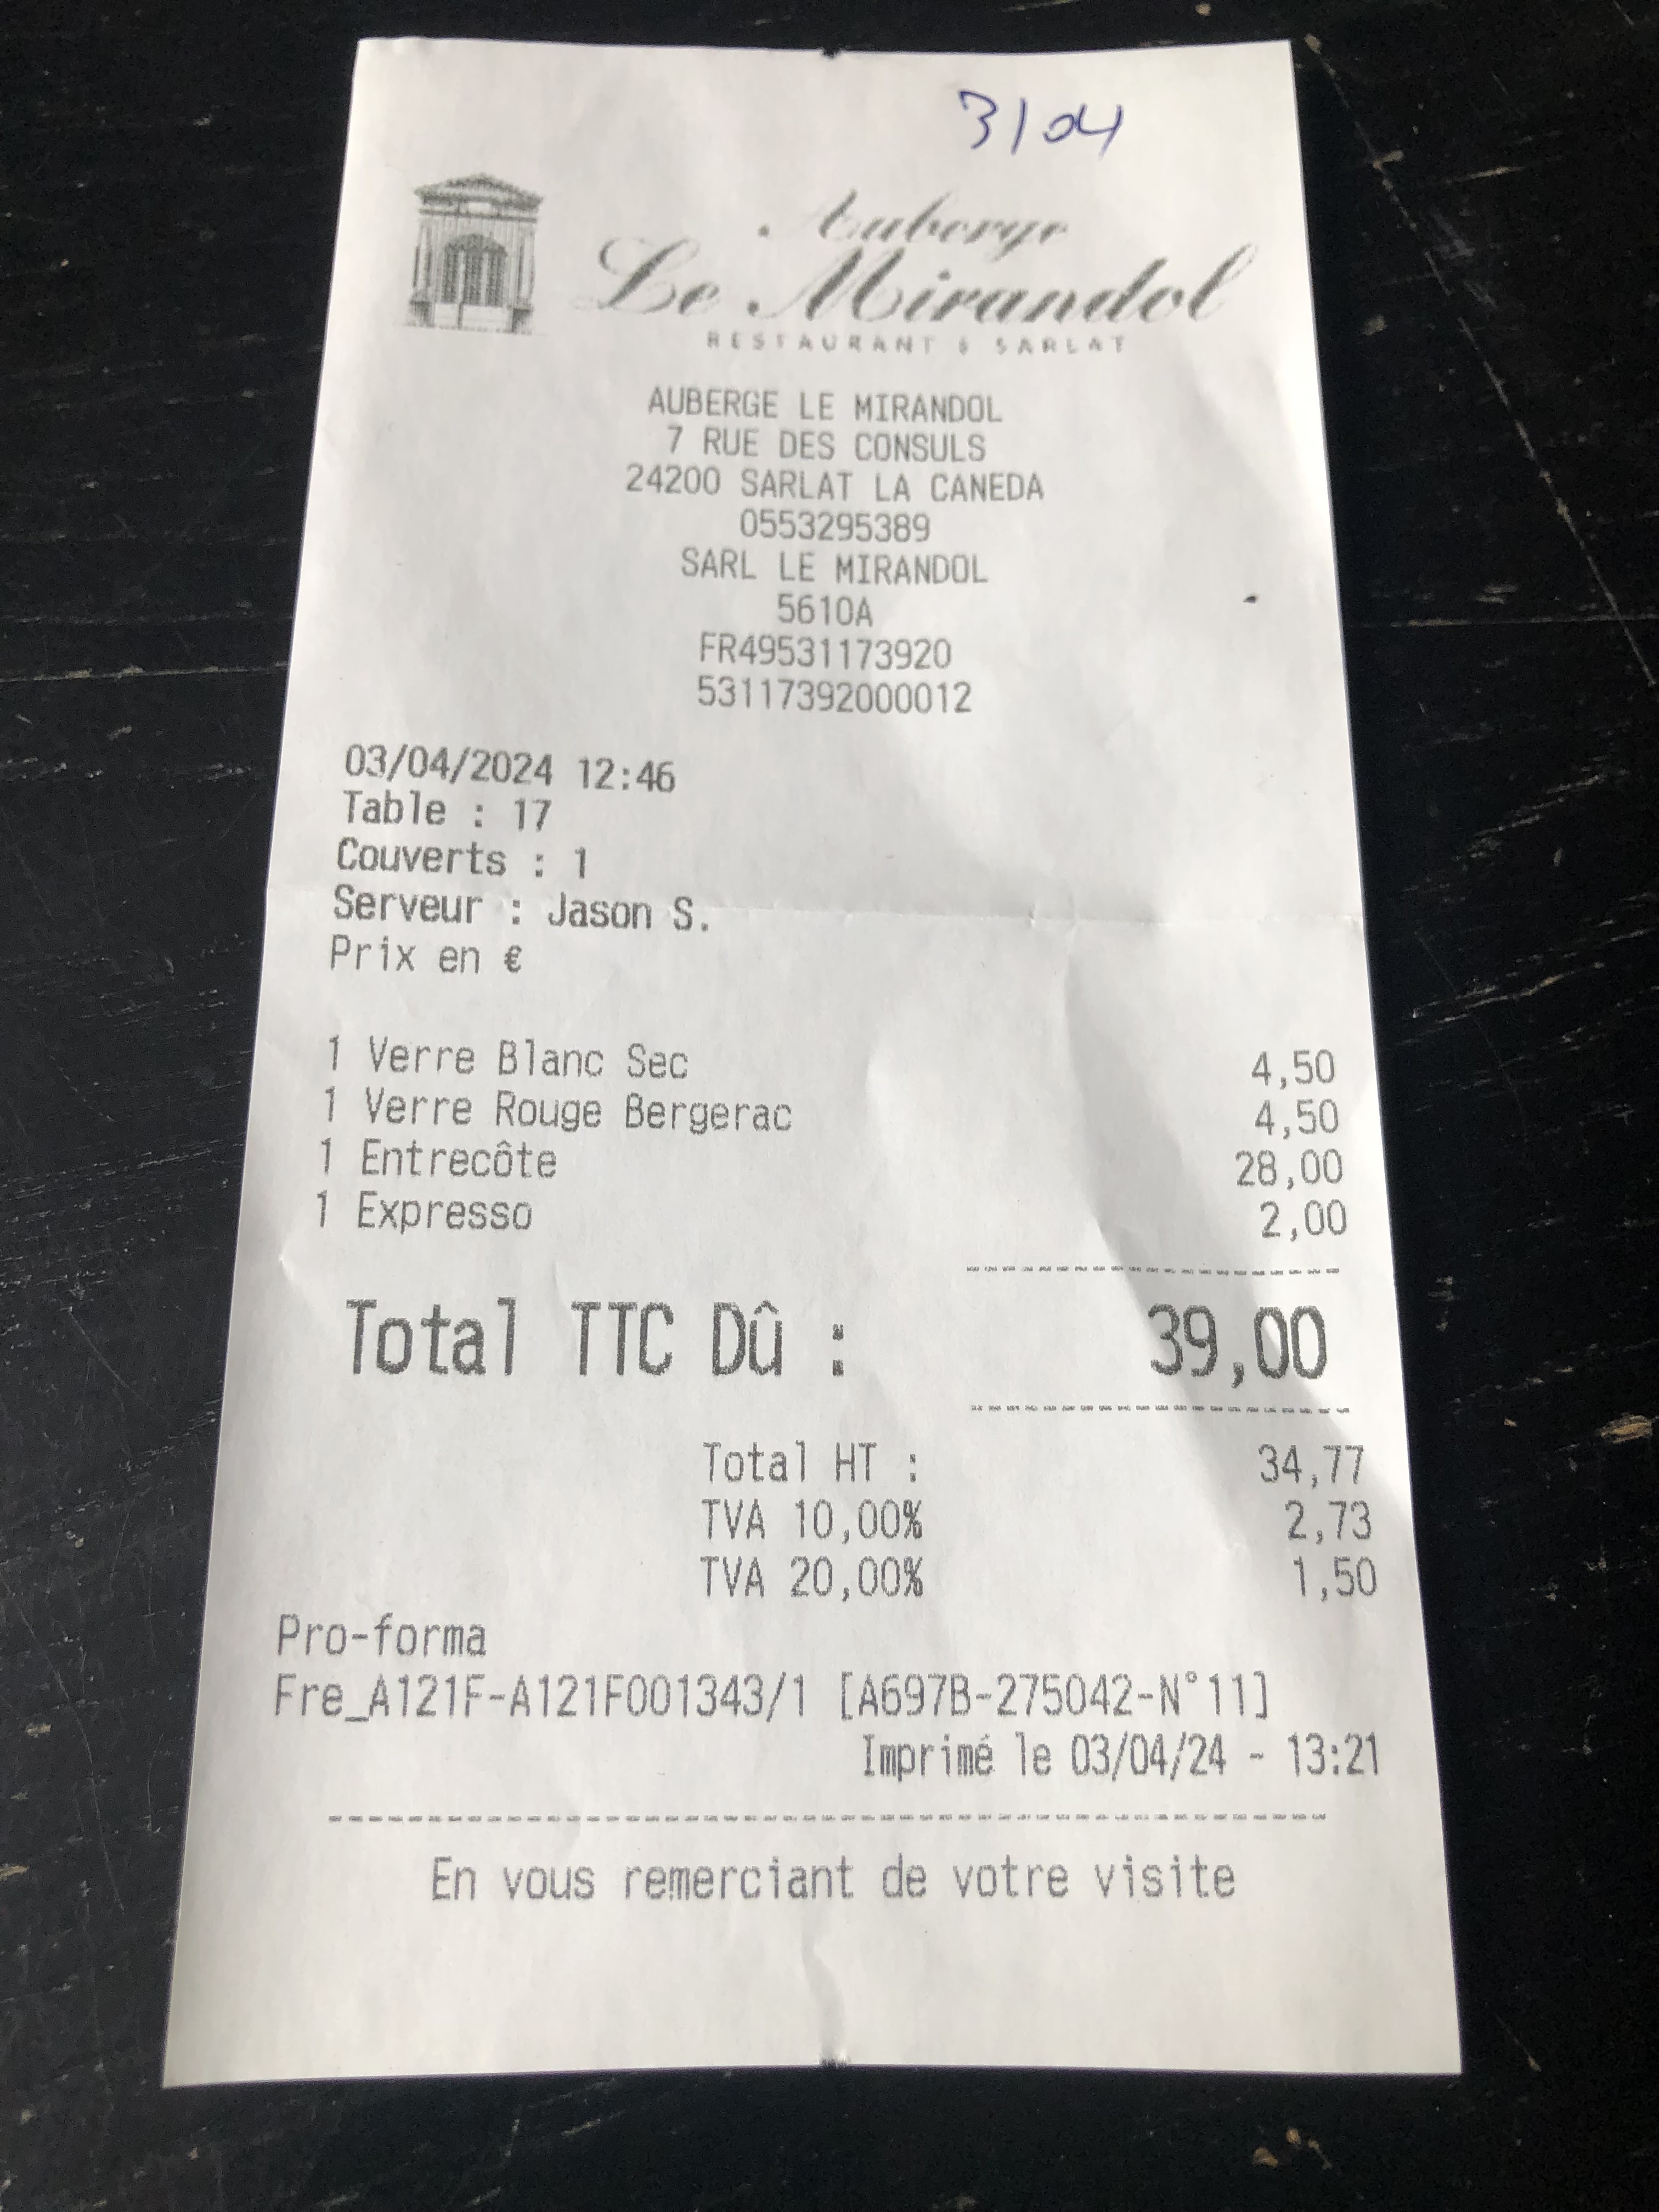 3/04
Auberge
Le Mirandol
RESTAURANT $ SARLAT
AUBERGE LE MIRANDOL
7 RUE DES CONSULS
24200 SARLAT LA CANEDA
0553295389
SARL LE MIRANDOL
5610A
FR49531173920
53117392000012
03/04/2024 12:46
Table : 17
Couverts : 1
Serveur : Jason S.
Prix en €
1 Verre Blanc Sec 4,50
1 Verre Rouge Bergerac 4,50
1 Entrecôte 28,00
1 Expresso 2,00
Total TTC Dû : 39,00
Total HT : 34,77
TVA 10,00% 2,73
TVA 20,00% 1,50
Pro-forma
Fre_A121F-A121F001343/1 [A697B-275042-N°11]
Imprimé le 03/04/24 - 13:21
En vous remerciant de votre visite